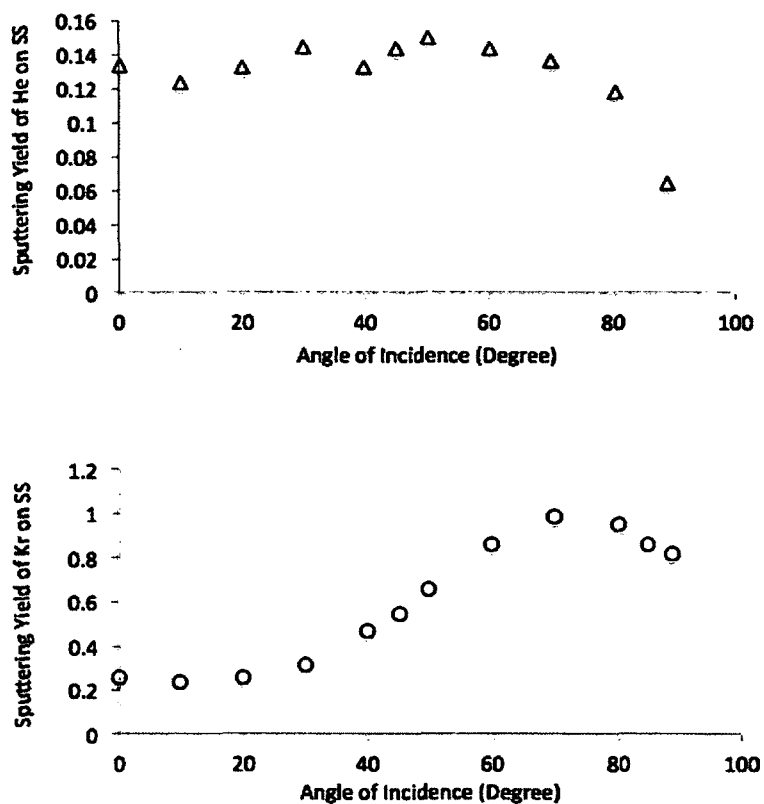 Sputtering Yield of He on SS
0.16
0.14
0.12
0.1
0.08
0.06
0.04
0.02
0
0 20 40 60 80 100
Angle of Incidence (Degree)
Sputtering Yield of Kr on SS
1.2
1
0.8
0.6
0.4
0.2
0
0 20 40 60 80 100
Angle of Incidence (Degree)